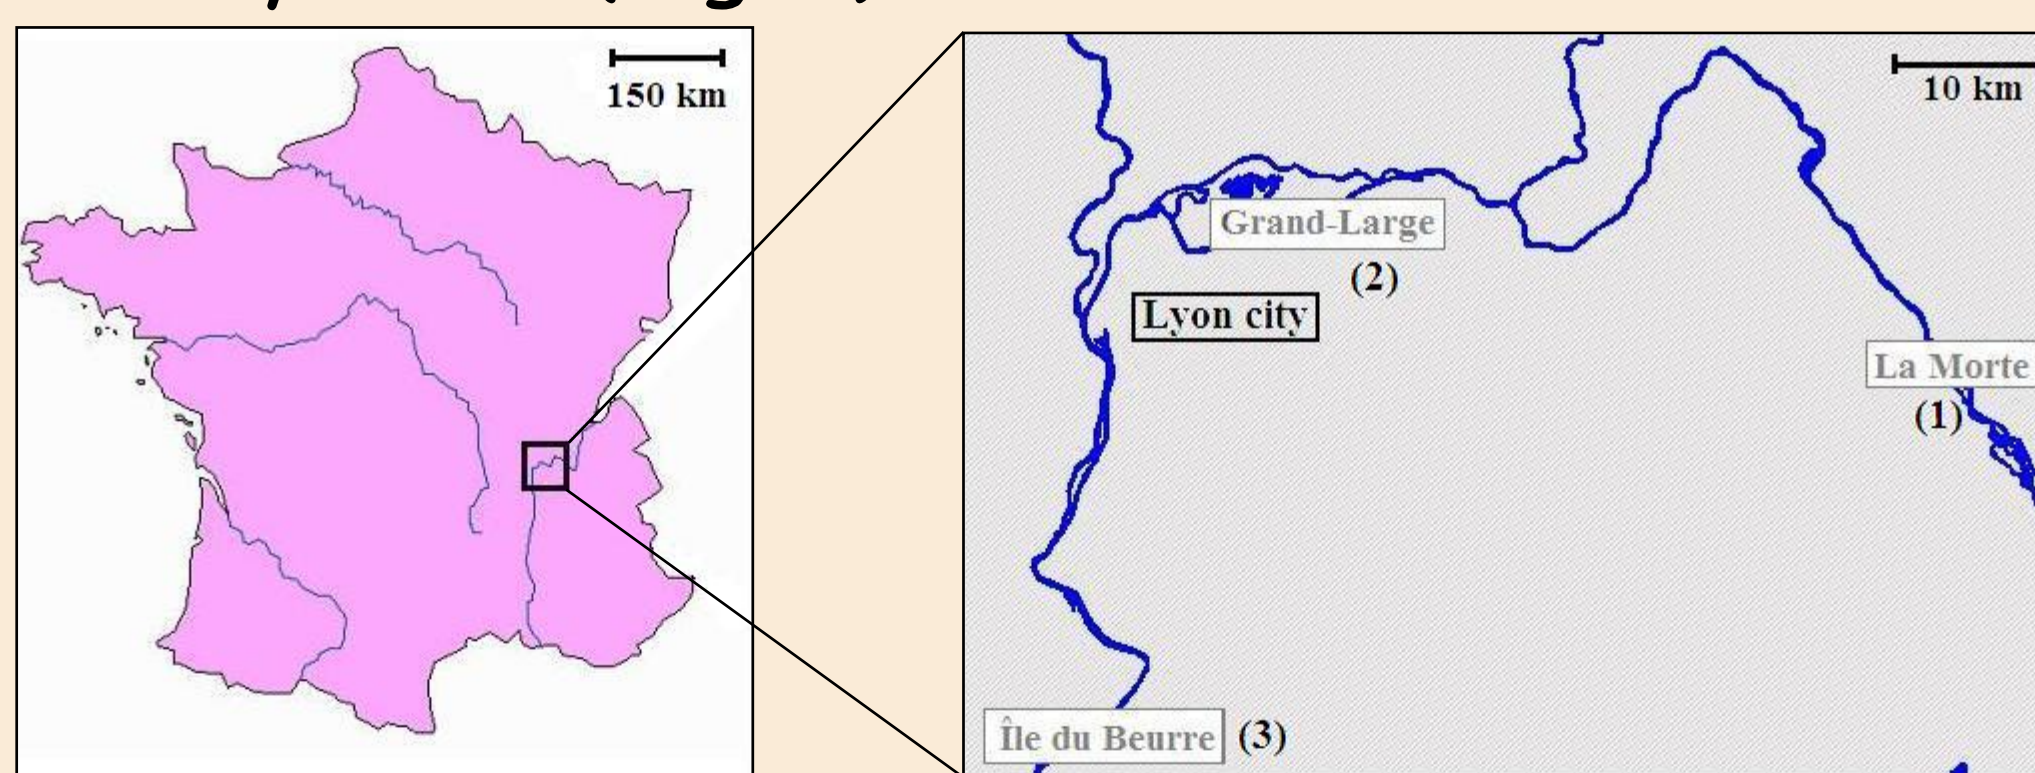 150 km
10 km
Grand-Large
(2)
Lyon city
La Morte
(1)
Île du Beurre (3)